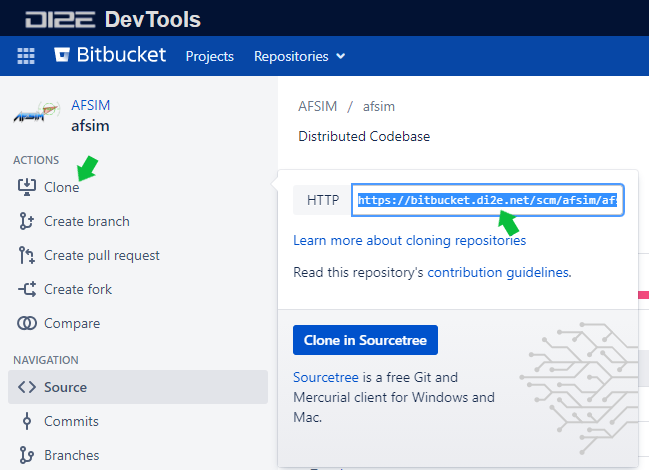 DI2E DevTools
Bitbucket Projects Repositories
AFSIM
afsim
AFSIM / afsim
Distributed Codebase
ACTIONS
Clone
Create branch
Create pull request
Create fork
Compare
NAVIGATION
Source
Commits
Branches
HTTP https://bitbucket.di2e.net/scm/afsim/af
Learn more about cloning repositories
Read this repository's contribution guidelines.
Clone in Sourcetree
Sourcetree is a free Git and
Mercurial client for Windows and
Mac.